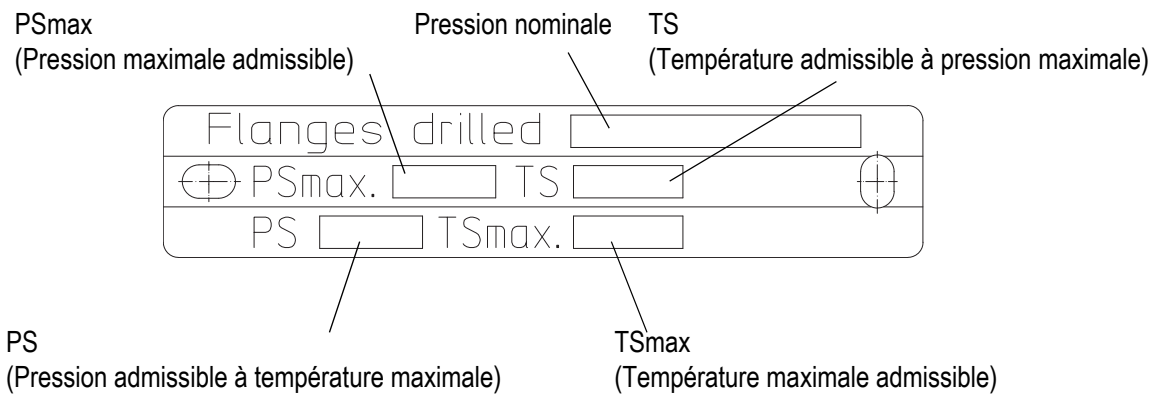 PSmax
(Pression maximale admissible)
Pression nominale
TS
(Température admissible à pression maximale)
Flanges drilled
PSmax. TS
PS TSmax.
PS
(Pression admissible à température maximale)
TSmax
(Température maximale admissible)